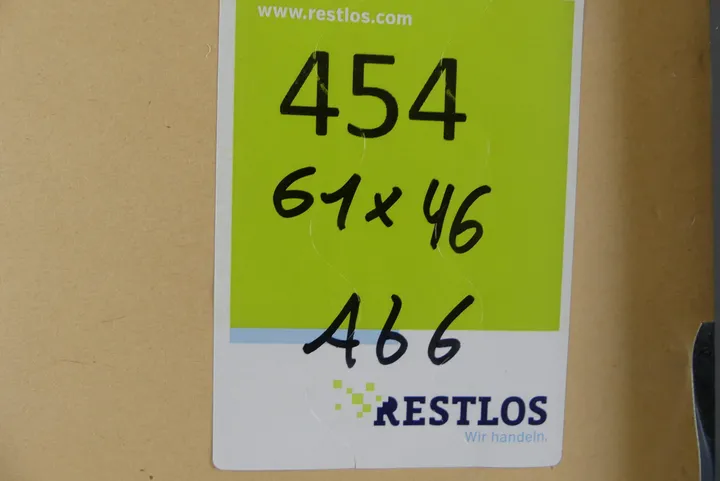 www.restlos.com
454
61x46
A66
RESTLOS
Wir handeln.